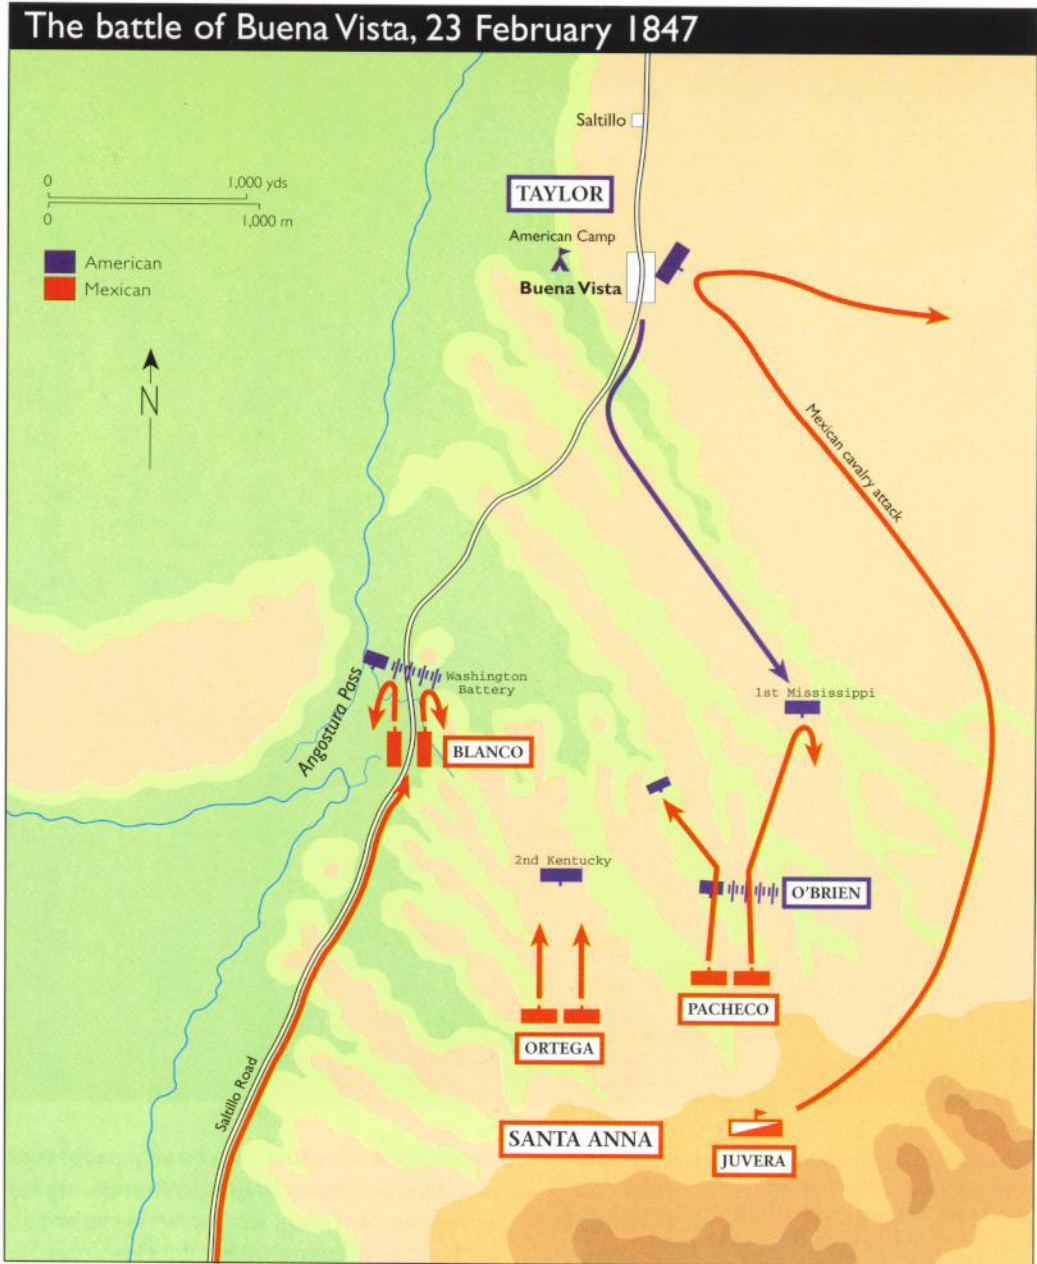 The battle of Buena Vista, 23 February 1847
Saltillo
0
1,000 yds
0
1,000 m
TAYLOR
American Camp
American
Mexican
Buena Vista
N
Mexican cavalry attack
Angostura Pass
Washington
Battery
1st Mississippi
BLANCO
2nd Kentucky
O'BRIEN
PACHECO
ORTEGA
Saltillo Road
SANTA ANNA
JUVERA